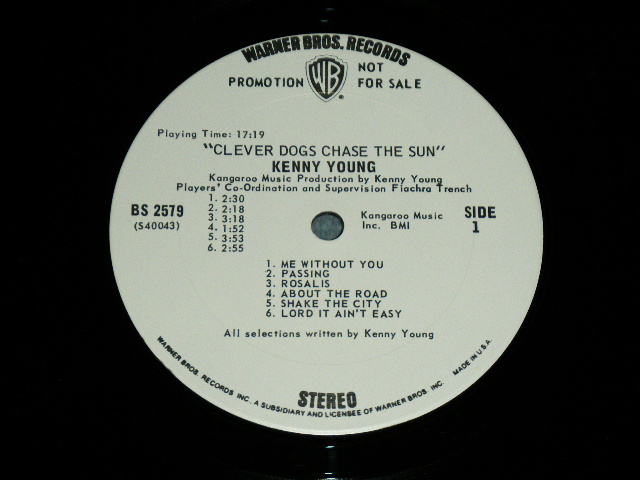 WARNER BROS. RECORDS
PROMOTION WB NOT FOR SALE
®
Playing Time: 17:19
"CLEVER DOGS CHASE THE SUN"
KENNY YOUNG
Kangaroo Music Production by Kenny Young
Players' Co-Ordination and Supervision Fiachra Trench
BS 2579
(S40043)
1. 2:30
2. 2:18
3. 3:18
4. 1:52
5. 3:53
6. 2:55
Kangaroo Music
Inc. BMI
SIDE
1
1. ME WITHOUT YOU
2. PASSING
3. ROSALIS
4. ABOUT THE ROAD
5. SHAKE THE CITY
6. LORD IT AIN'T EASY
All selections written by Kenny Young
STEREO
WARNER BROS. RECORDS INC. A SUBSIDIARY AND LICENSEE OF WARNER BROS. INC.
MADE IN U.S.A.